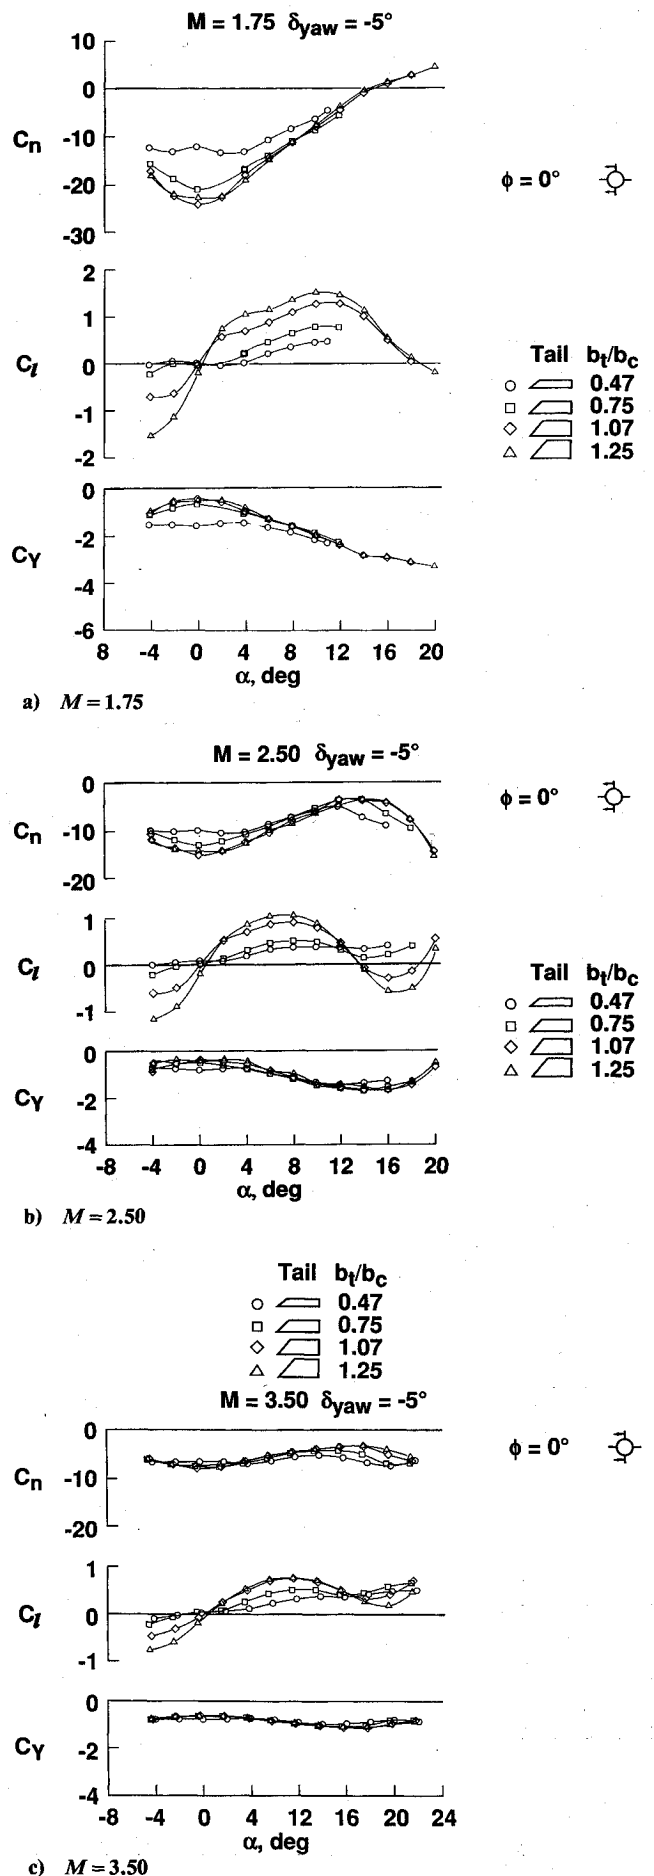 M = 1.75 δyaw = -5°
10
0
-10
-20
-30
Cn
ϕ = 0°
2
1
0
-1
-2
Cl
Tail bt/bc
0.47
0.75
1.07
1.25
0
-2
-4
-6
CY
8 -4 0 4 8 12 16 20
α, deg
a) M = 1.75
M = 2.50 δyaw = -5°
0
-10
-20
Cn
ϕ = 0°
1
0
-1
Cl
Tail bt/bc
0.47
0.75
1.07
1.25
0
-2
-4
CY
-8 -4 0 4 8 12 16 20
α, deg
b) M = 2.50
Tail bt/bc
0.47
0.75
1.07
1.25
M = 3.50 δyaw = -5°
0
-10
-20
Cn
ϕ = 0°
1
0
-1
Cl
0
-2
-4
CY
-8 -4 0 4 8 12 16 20 24
α, deg
c) M = 3.50